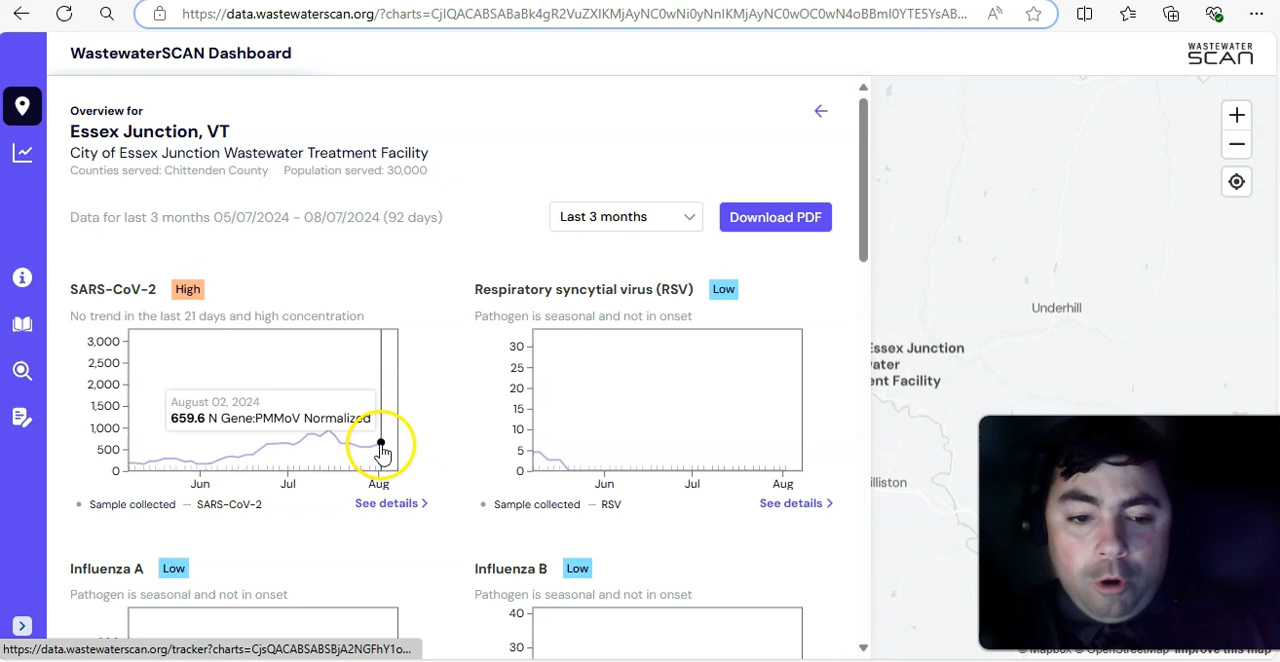 https://data.wastewaterscan.org/?charts=CjIQACABSABaBk4gR2VuZXIKMjAyNC0wNi0yNnIKMjAyNC0wOC0wN4oBBmI0YTE5YsAB...
WastewaterSCAN Dashboard
WASTEWATER
SCAN
Overview for
Essex Junction, VT
City of Essex Junction Wastewater Treatment Facility
Counties served: Chittenden County Population served: 30,000
Data for last 3 months 05/07/2024 - 08/07/2024 (92 days)
Last 3 months
Download PDF
SARS-CoV-2 High
No trend in the last 21 days and high concentration
3,000
2,500
2,000
1,500
1,000
500
0
August 02, 2024
659.6 N Gene:PMMoV Normalized
Jun Jul Aug
Sample collected SARS-CoV-2
See details >
Respiratory syncytial virus (RSV) Low
Pathogen is seasonal and not in onset
30
25
20
15
10
5
0
Jun Jul Aug
Sample collected RSV
See details >
Influenza A Low
Pathogen is seasonal and not in onset
Influenza B Low
Pathogen is seasonal and not in onset
40
30
Underhill
Essex Junction
ater
ent Facility
lliston
© Mapbox © OpenStreetMap Improve this map
https://data.wastewaterscan.org/tracker?charts=CjsQACABSABSBjA2NGFhY1o...